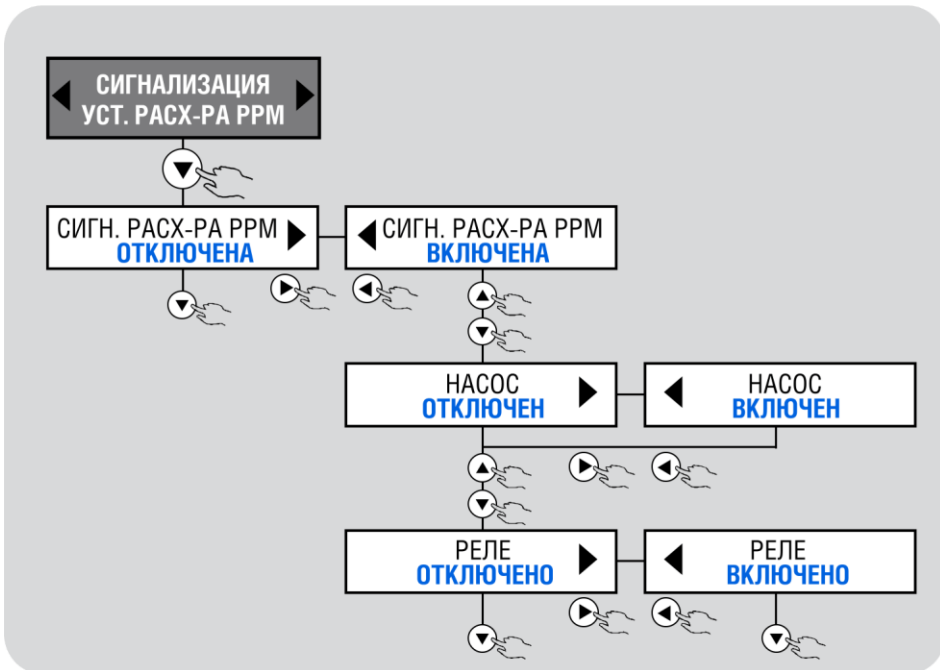 СИГНАЛИЗАЦИЯ
УСТ. РАСХ-РА PPM
СИГН. РАСХ-РА PPM
ОТКЛЮЧЕНА
СИГН. РАСХ-РА PPM
ВКЛЮЧЕНА
НАСОС
ОТКЛЮЧЕН
НАСОС
ВКЛЮЧЕН
РЕЛЕ
ОТКЛЮЧЕНО
РЕЛЕ
ВКЛЮЧЕНО